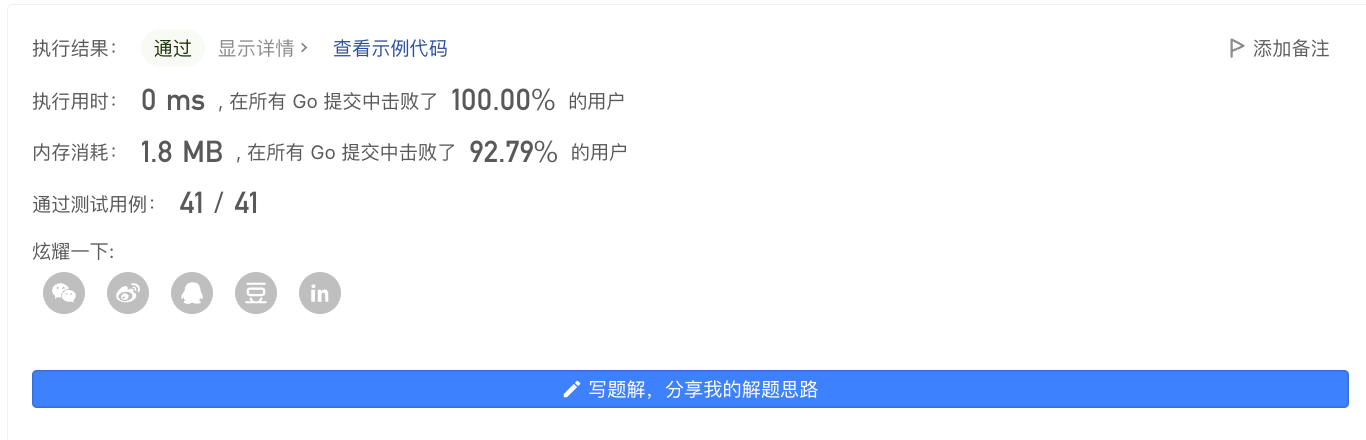 执行结果： 通过 显示详情 › 查看示例代码 添加备注
执行用时： 0 ms , 在所有 Go 提交中击败了 100.00% 的用户
内存消耗： 1.8 MB , 在所有 Go 提交中击败了 92.79% 的用户
通过测试用例： 41 / 41
炫耀一下:
豆 in
写题解，分享我的解题思路